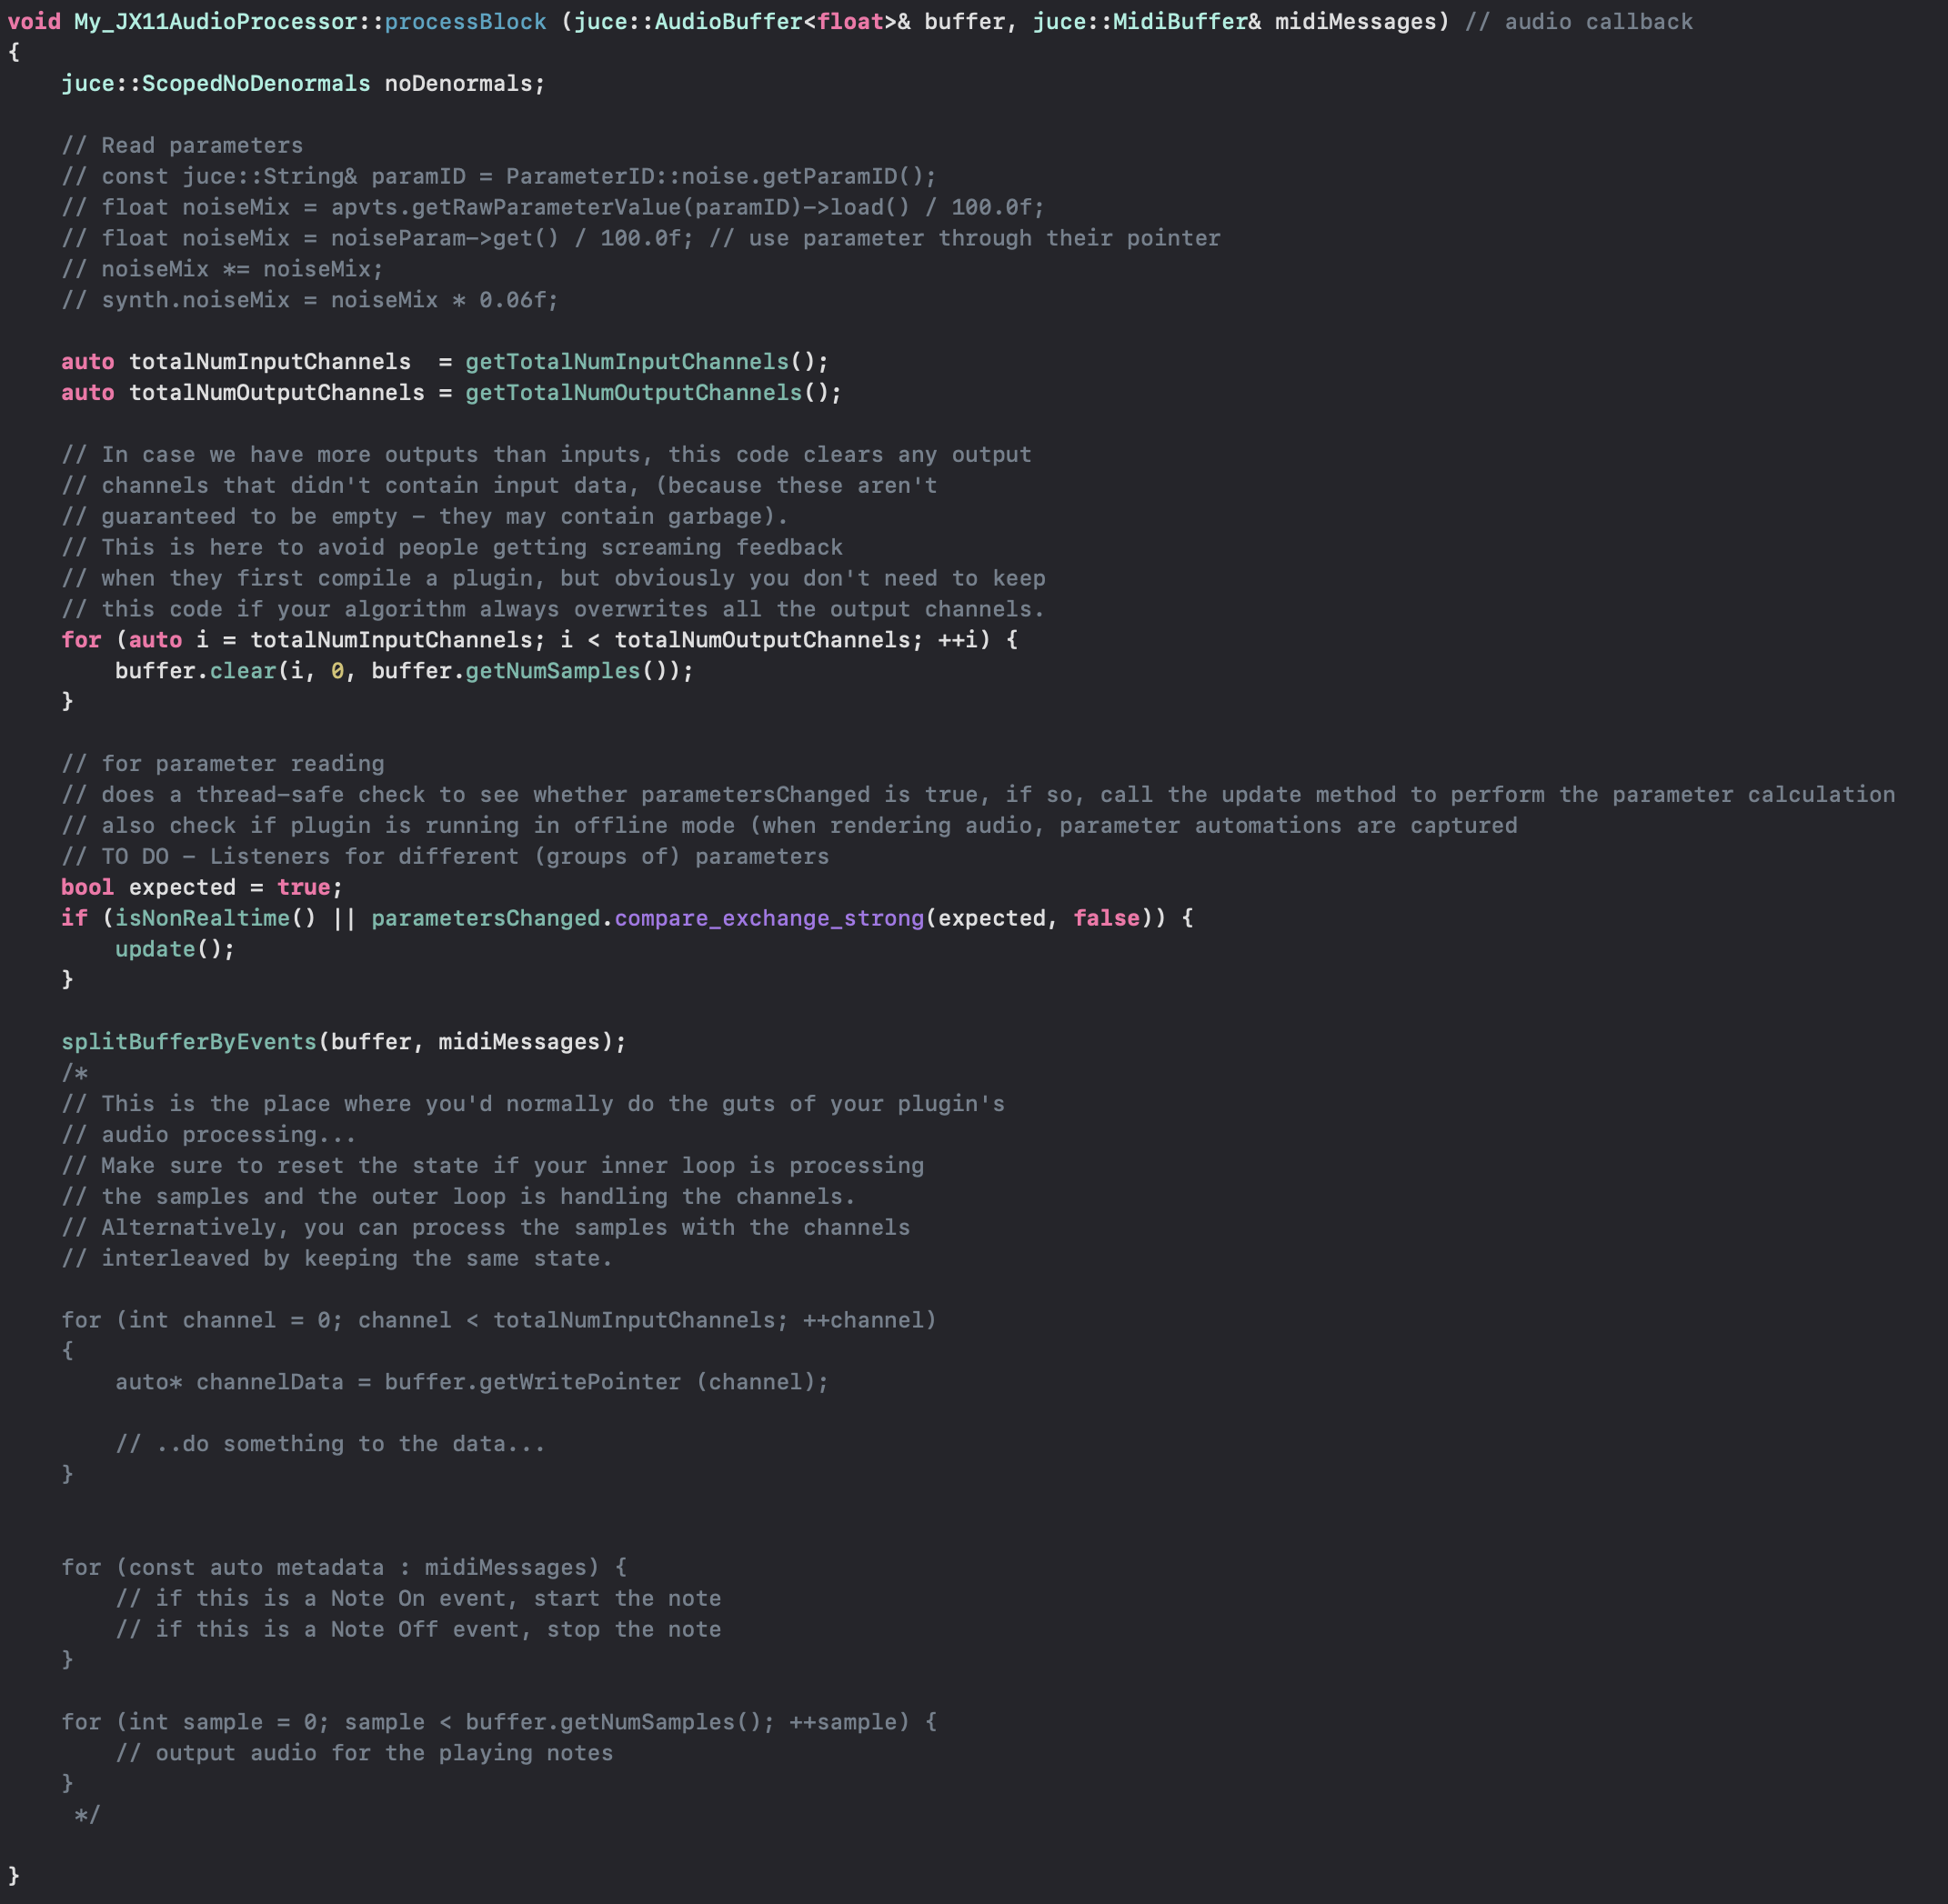 void My_JX11AudioProcessor::processBlock (juce::AudioBuffer<float>& buffer, juce::MidiBuffer& midiMessages) // audio callback
{
    juce::ScopedNoDenormals noDenormals;

    // Read parameters
    // const juce::String& paramID = ParameterID::noise.getParamID();
    // float noiseMix = apvts.getRawParameterValue(paramID)->load() / 100.0f;
    // float noiseMix = noiseParam->get() / 100.0f; // use parameter through their pointer
    // noiseMix *= noiseMix;
    // synth.noiseMix = noiseMix * 0.06f;

    auto totalNumInputChannels  = getTotalNumInputChannels();
    auto totalNumOutputChannels = getTotalNumOutputChannels();

    // In case we have more outputs than inputs, this code clears any output
    // channels that didn't contain input data, (because these aren't
    // guaranteed to be empty - they may contain garbage).
    // This is here to avoid people getting screaming feedback
    // when they first compile a plugin, but obviously you don't need to keep
    // this code if your algorithm always overwrites all the output channels.
    for (auto i = totalNumInputChannels; i < totalNumOutputChannels; ++i) {
        buffer.clear(i, 0, buffer.getNumSamples());
    }

    // for parameter reading
    // does a thread-safe check to see whether parametersChanged is true, if so, call the update method to perform the parameter calculation
    // also check if plugin is running in offline mode (when rendering audio, parameter automations are captured
    // TO DO - Listeners for different (groups of) parameters
    bool expected = true;
    if (isNonRealtime() || parametersChanged.compare_exchange_strong(expected, false)) {
        update();
    }

    splitBufferByEvents(buffer, midiMessages);
    /*
    // This is the place where you'd normally do the guts of your plugin's
    // audio processing...
    // Make sure to reset the state if your inner loop is processing
    // the samples and the outer loop is handling the channels.
    // Alternatively, you can process the samples with the channels
    // interleaved by keeping the same state.

    for (int channel = 0; channel < totalNumInputChannels; ++channel)
    {
        auto* channelData = buffer.getWritePointer (channel);

        // ..do something to the data...
    }


    for (const auto metadata : midiMessages) {
        // if this is a Note On event, start the note
        // if this is a Note Off event, stop the note
    }

    for (int sample = 0; sample < buffer.getNumSamples(); ++sample) {
        // output audio for the playing notes
    }
     */

}